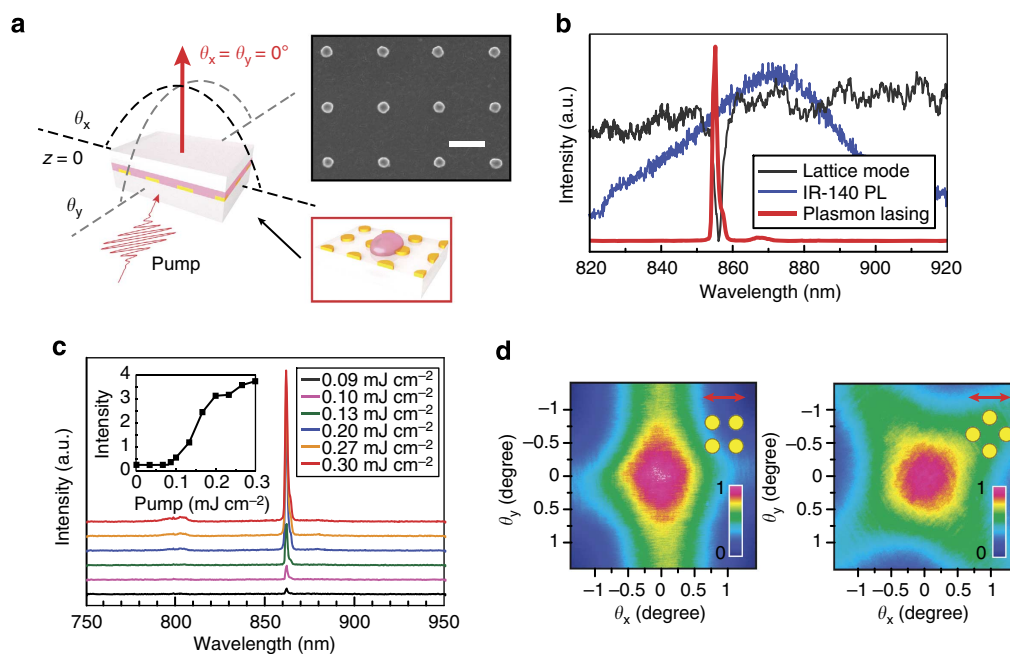 a
θx = θy = 0°
θx
z = 0
θy
Pump
b
Intensity (a.u.)
Lattice mode
IR-140 PL
Plasmon lasing
820 840 860 880 900 920
Wavelength (nm)
c
Intensity (a.u.)
Intensity
4
3
2
1
0
0.0 0.1 0.2 0.3
Pump (mJ cm⁻²)
0.09 mJ cm⁻²
0.10 mJ cm⁻²
0.13 mJ cm⁻²
0.20 mJ cm⁻²
0.27 mJ cm⁻²
0.30 mJ cm⁻²
750 800 850 900 950
Wavelength (nm)
d
θy (degree)
−1
−0.5
0
0.5
1
1
0
−1 −0.5 0 0.5 1
θx (degree)
θy (degree)
−1
−0.5
0
0.5
1
1
0
−1 −0.5 0 0.5 1
θx (degree)